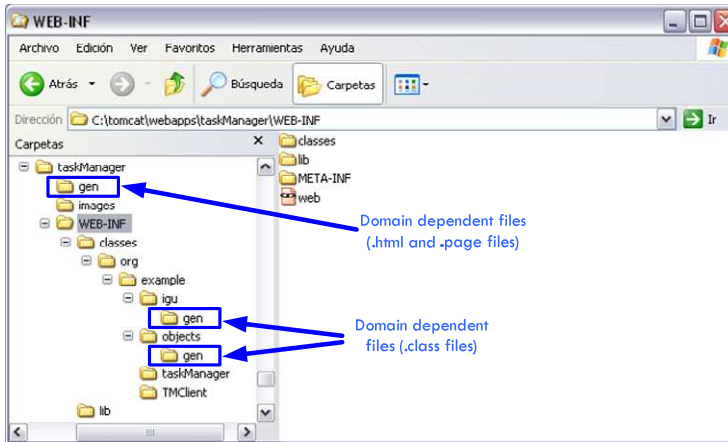 WEB-INF
Archivo Edición Ver Favoritos Herramientas Ayuda
Atrás Búsqueda Carpetas
Dirección C:\tomcat\webapps\taskManager\WEB-INF Ir
Carpetas
taskManager
gen
images
WEB-INF
classes
org
example
igu
gen
objects
gen
taskManager
TMClient
lib
classes
lib
META-INF
web
Domain dependent files
(.html and .page files)
Domain dependent
files (.class files)